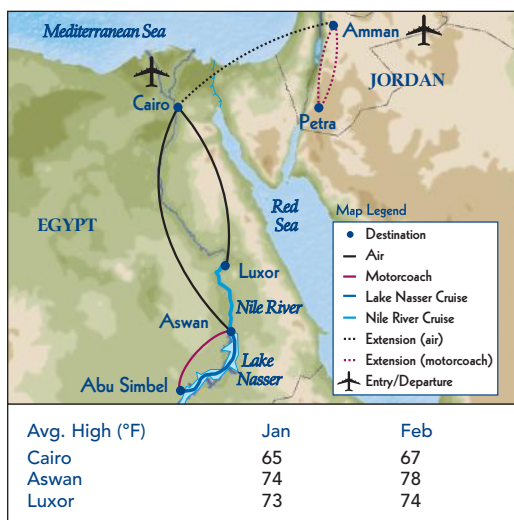 Mediterranean Sea
Amman
JORDAN
Cairo
Petra
Red
Sea
EGYPT
Luxor
Nile River
Aswan
Lake
Nasser
Abu Simbel
Map Legend
Destination
Air
Motorcoach
Lake Nasser Cruise
Nile River Cruise
Extension (air)
Extension (motorcoach)
Entry/Departure
Avg. High (°F) Jan Feb
Cairo 65 67
Aswan 74 78
Luxor 73 74